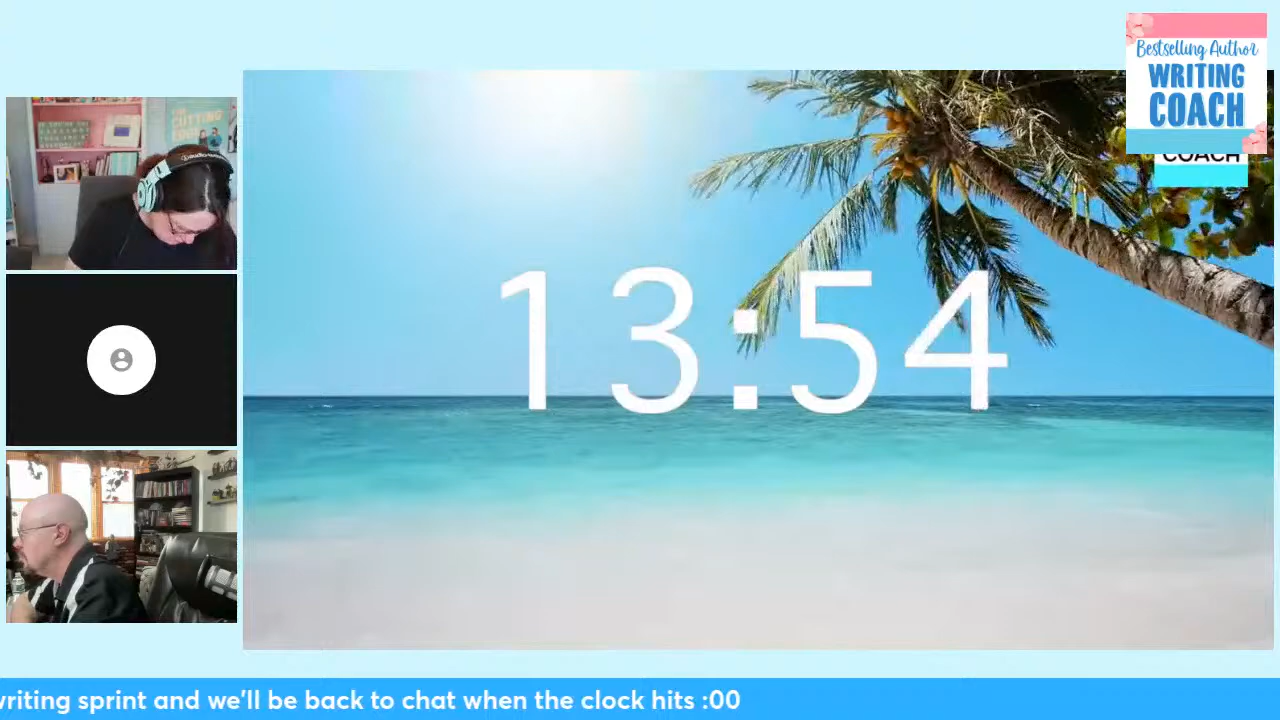 Bestselling Author
WRITING
COACH
COACH
13:54
writing sprint and we'll be back to chat when the clock hits :00